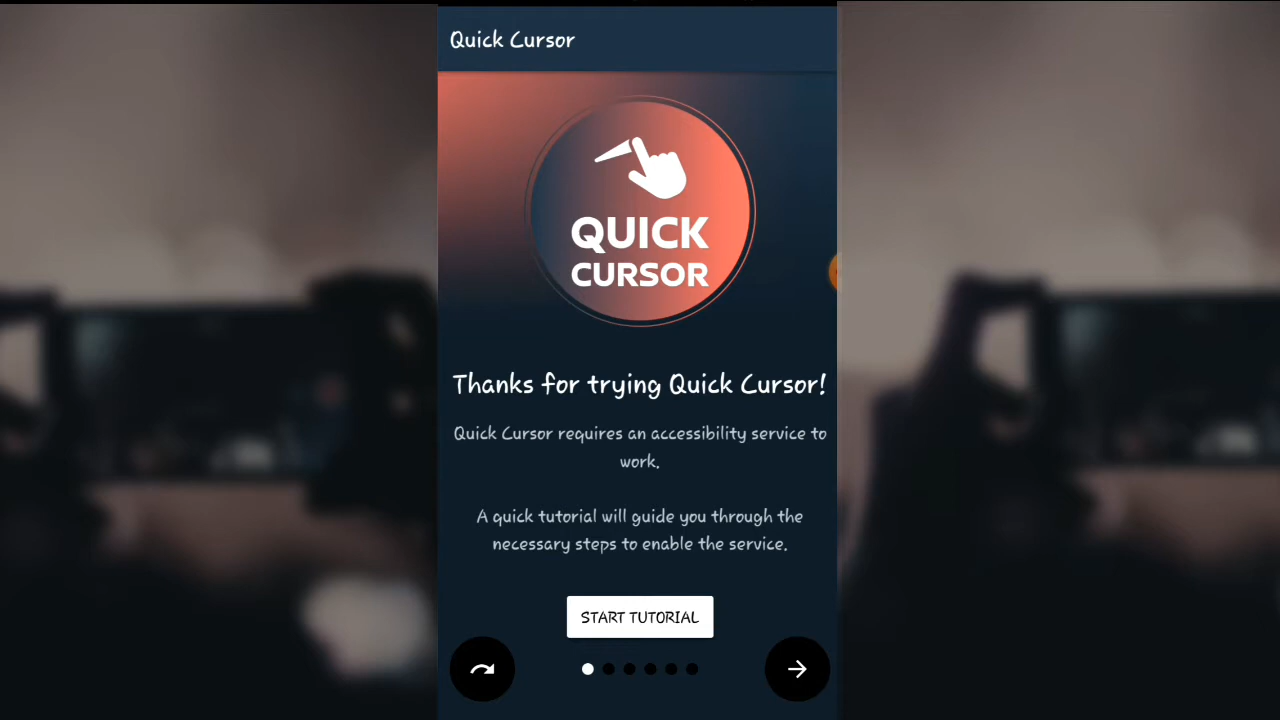 Quick Cursor
QUICK
CURSOR
Thanks for trying Quick Cursor!
Quick Cursor requires an accessibility service to
work.
A quick tutorial will guide you through the
necessary steps to enable the service.
START TUTORIAL